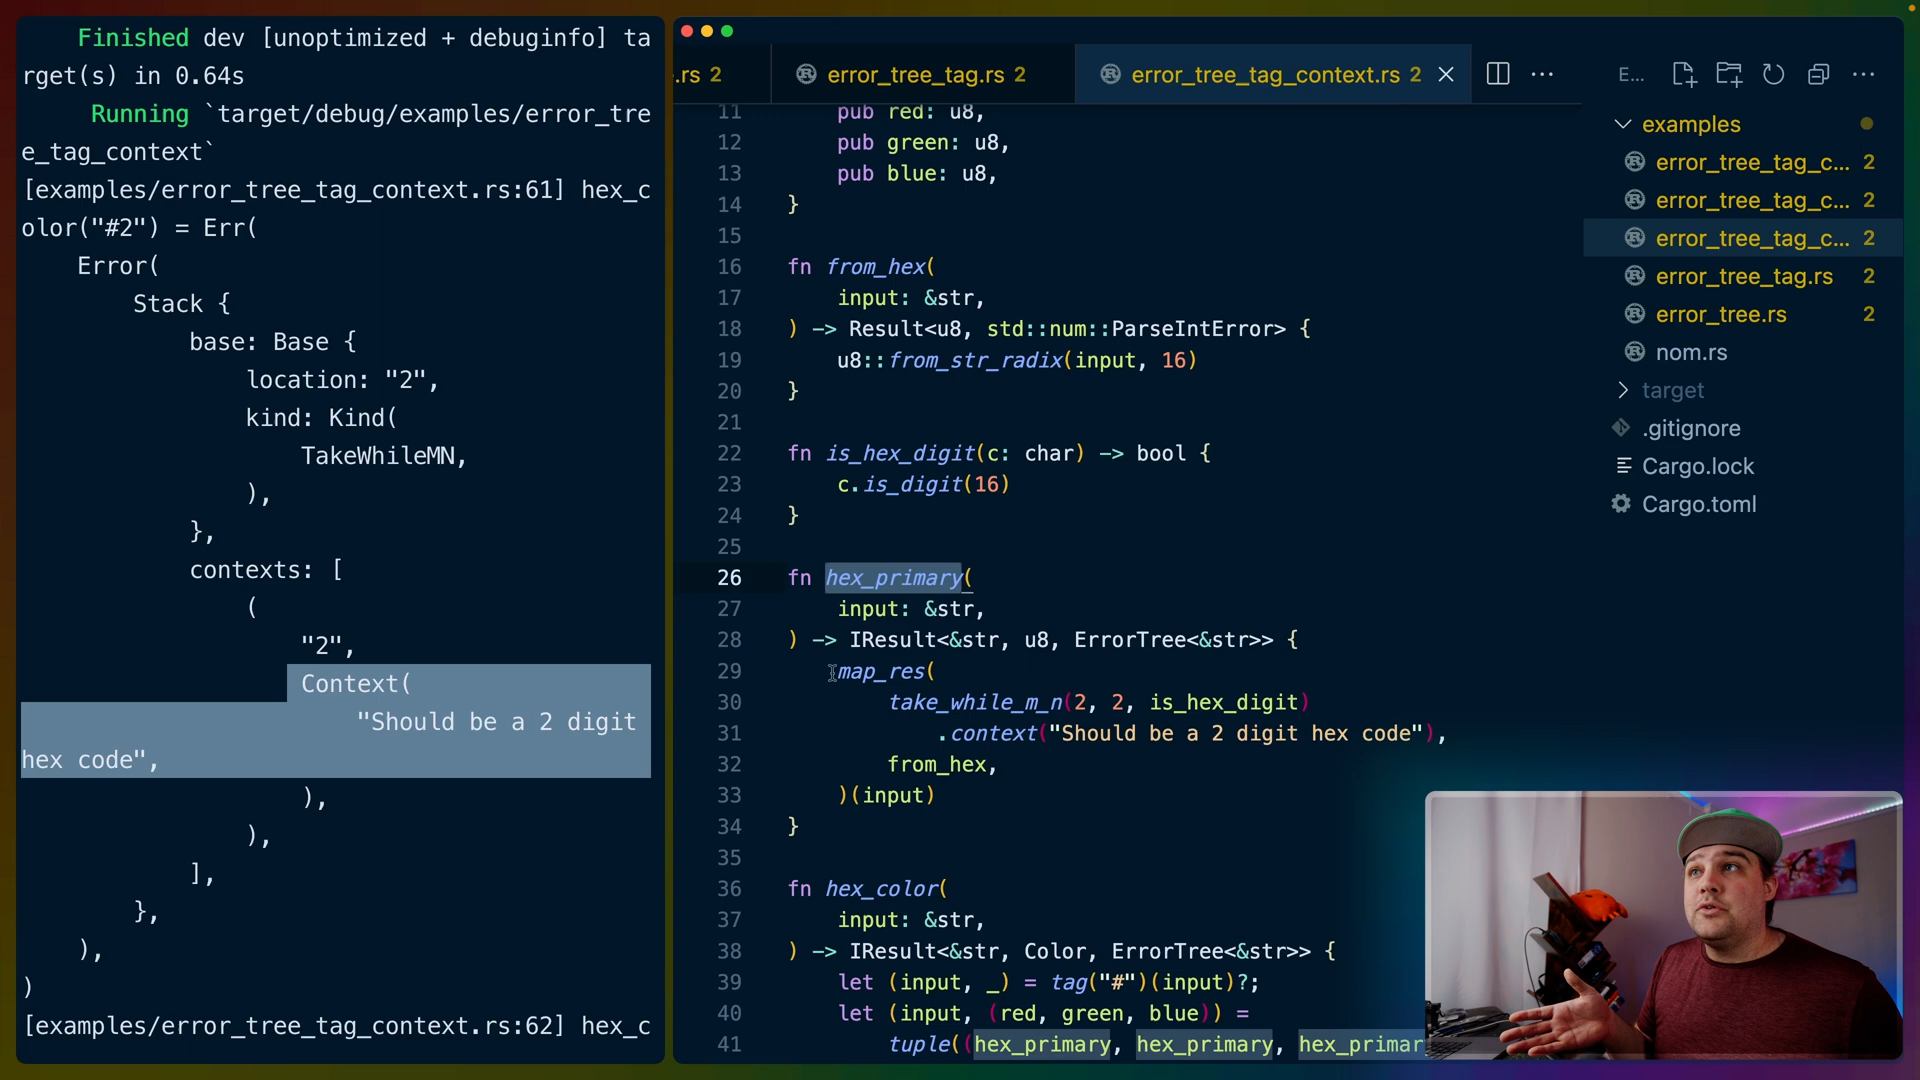 Finished dev [unoptimized + debuginfo] ta
rget(s) in 0.64s
Running `target/debug/examples/error_tre
e_tag_context`
[examples/error_tree_tag_context.rs:61] hex_c
olor("#2") = Err(
Error(
Stack {
base: Base {
location: "2",
kind: Kind(
TakeWhileMN,
),
},
contexts: [
(
"2",
Context(
"Should be a 2 digit
hex code",
),
),
],
},
),
)
[examples/error_tree_tag_context.rs:62] hex_c
.rs 2
error_tree_tag.rs 2
error_tree_tag_context.rs 2
11 pub red: u8,
12 pub green: u8,
13 pub blue: u8,
14 }
15
16 fn from_hex(
17 input: &str,
18 ) -> Result<u8, std::num::ParseIntError> {
19 u8::from_str_radix(input, 16)
20 }
21
22 fn is_hex_digit(c: char) -> bool {
23 c.is_digit(16)
24 }
25
26 fn hex_primary(
27 input: &str,
28 ) -> IResult<&str, u8, ErrorTree<&str>> {
29 map_res(
30 take_while_m_n(2, 2, is_hex_digit)
31 .context("Should be a 2 digit hex code"),
32 from_hex,
33 )(input)
34 }
35
36 fn hex_color(
37 input: &str,
38 ) -> IResult<&str, Color, ErrorTree<&str>> {
39 let (input, _) = tag("#")(input)?;
40 let (input, (red, green, blue)) =
41 tuple((hex_primary, hex_primary, hex_primar
E...
examples
error_tree_tag_c... 2
error_tree_tag_c... 2
error_tree_tag_c... 2
error_tree_tag.rs 2
error_tree.rs 2
nom.rs
target
.gitignore
Cargo.lock
Cargo.toml